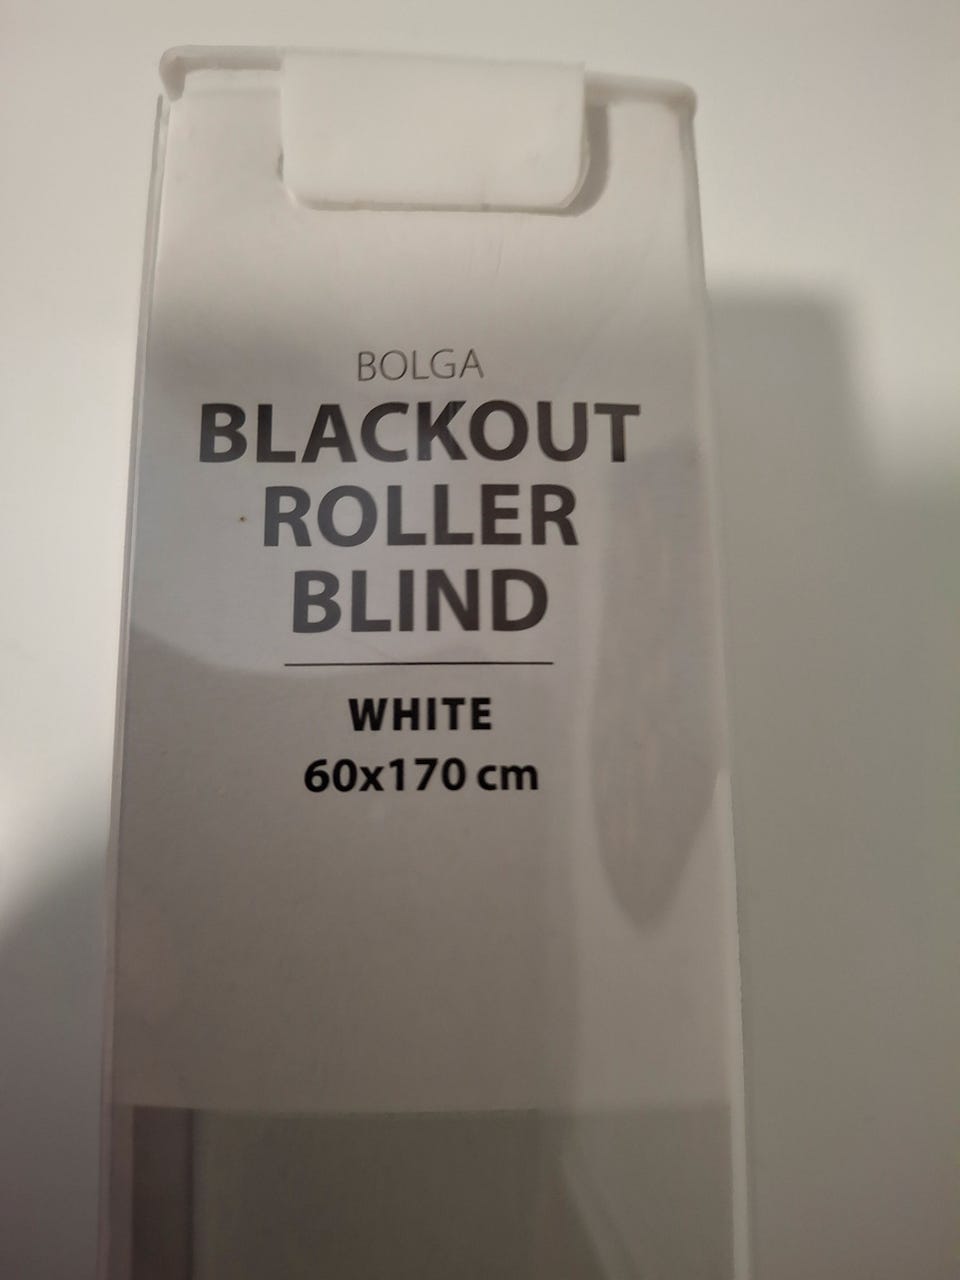 BOLGA
BLACKOUT
ROLLER
BLIND
WHITE
60x170 cm